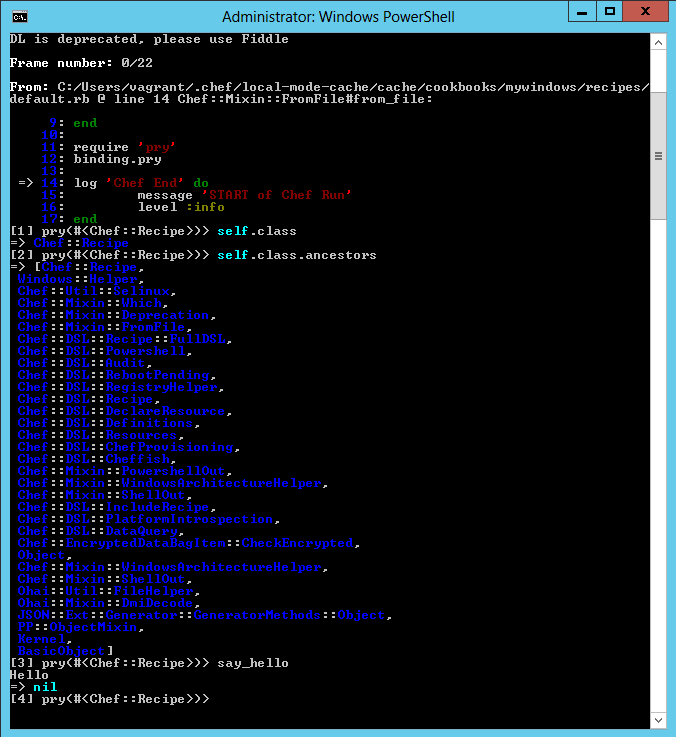 Administrator: Windows PowerShell
DL is deprecated, please use Fiddle
Frame number: 0/22
From: C:/Users/vagrant/.chef/local-mode-cache/cache/cookbooks/mywindows/recipes/
default.rb @ line 14 Chef::Mixin::FromFile#from_file:
9: end
10:
11: require 'pry'
12: binding.pry
13:
=> 14: log 'Chef End' do
15: message 'START of Chef Run'
16: level :info
17: end
[1] pry(#<Chef::Recipe>)> self.class
=> Chef::Recipe
[2] pry(#<Chef::Recipe>)> self.class.ancestors
=> [Chef::Recipe,
Windows::Helper,
Chef::Util::Selinux,
Chef::Mixin::Which,
Chef::Mixin::Deprecation,
Chef::Mixin::FromFile,
Chef::DSL::Recipe::FullDSL,
Chef::DSL::Powershell,
Chef::DSL::Audit,
Chef::DSL::RebootPending,
Chef::DSL::RegistryHelper,
Chef::DSL::Recipe,
Chef::DSL::DeclareResource,
Chef::DSL::Definitions,
Chef::DSL::Resources,
Chef::DSL::ChefProvisioning,
Chef::DSL::Cheffish,
Chef::Mixin::PowershellOut,
Chef::Mixin::WindowsArchitectureHelper,
Chef::Mixin::ShellOut,
Chef::DSL::IncludeRecipe,
Chef::DSL::PlatformIntrospection,
Chef::DSL::DataQuery,
Chef::EncryptedDataBagItem::CheckEncrypted,
Object,
Chef::Mixin::WindowsArchitectureHelper,
Chef::Mixin::ShellOut,
Ohai::Util::FileHelper,
Ohai::Mixin::DmiDecode,
JSON::Ext::Generator::GeneratorMethods::Object,
PP::ObjectMixin,
Kernel,
BasicObject]
[3] pry(#<Chef::Recipe>)> say_hello
Hello
=> nil
[4] pry(#<Chef::Recipe>)>